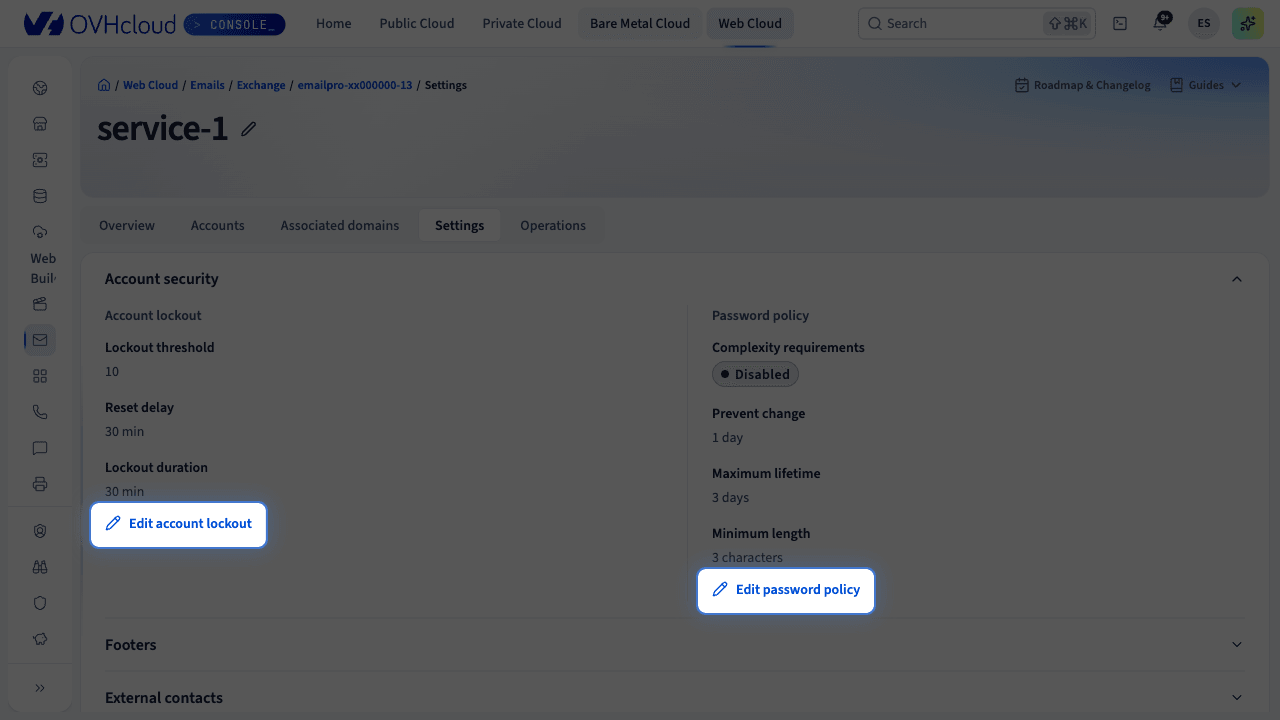 OVHcloud > CONSOLE_
Home
Public Cloud
Private Cloud
Bare Metal Cloud
Web Cloud
Search
⇧⌘K
9+
ES
/ Web Cloud / Emails / Exchange / emailpro-xx000000-13 / Settings
Roadmap & Changelog
Guides
service-1
Overview
Accounts
Associated domains
Settings
Operations
Web
Buil
Account security
Account lockout
Lockout threshold
10
Reset delay
30 min
Lockout duration
30 min
Edit account lockout
Password policy
Complexity requirements
Disabled
Prevent change
1 day
Maximum lifetime
3 days
Minimum length
3 characters
Edit password policy
Footers
External contacts